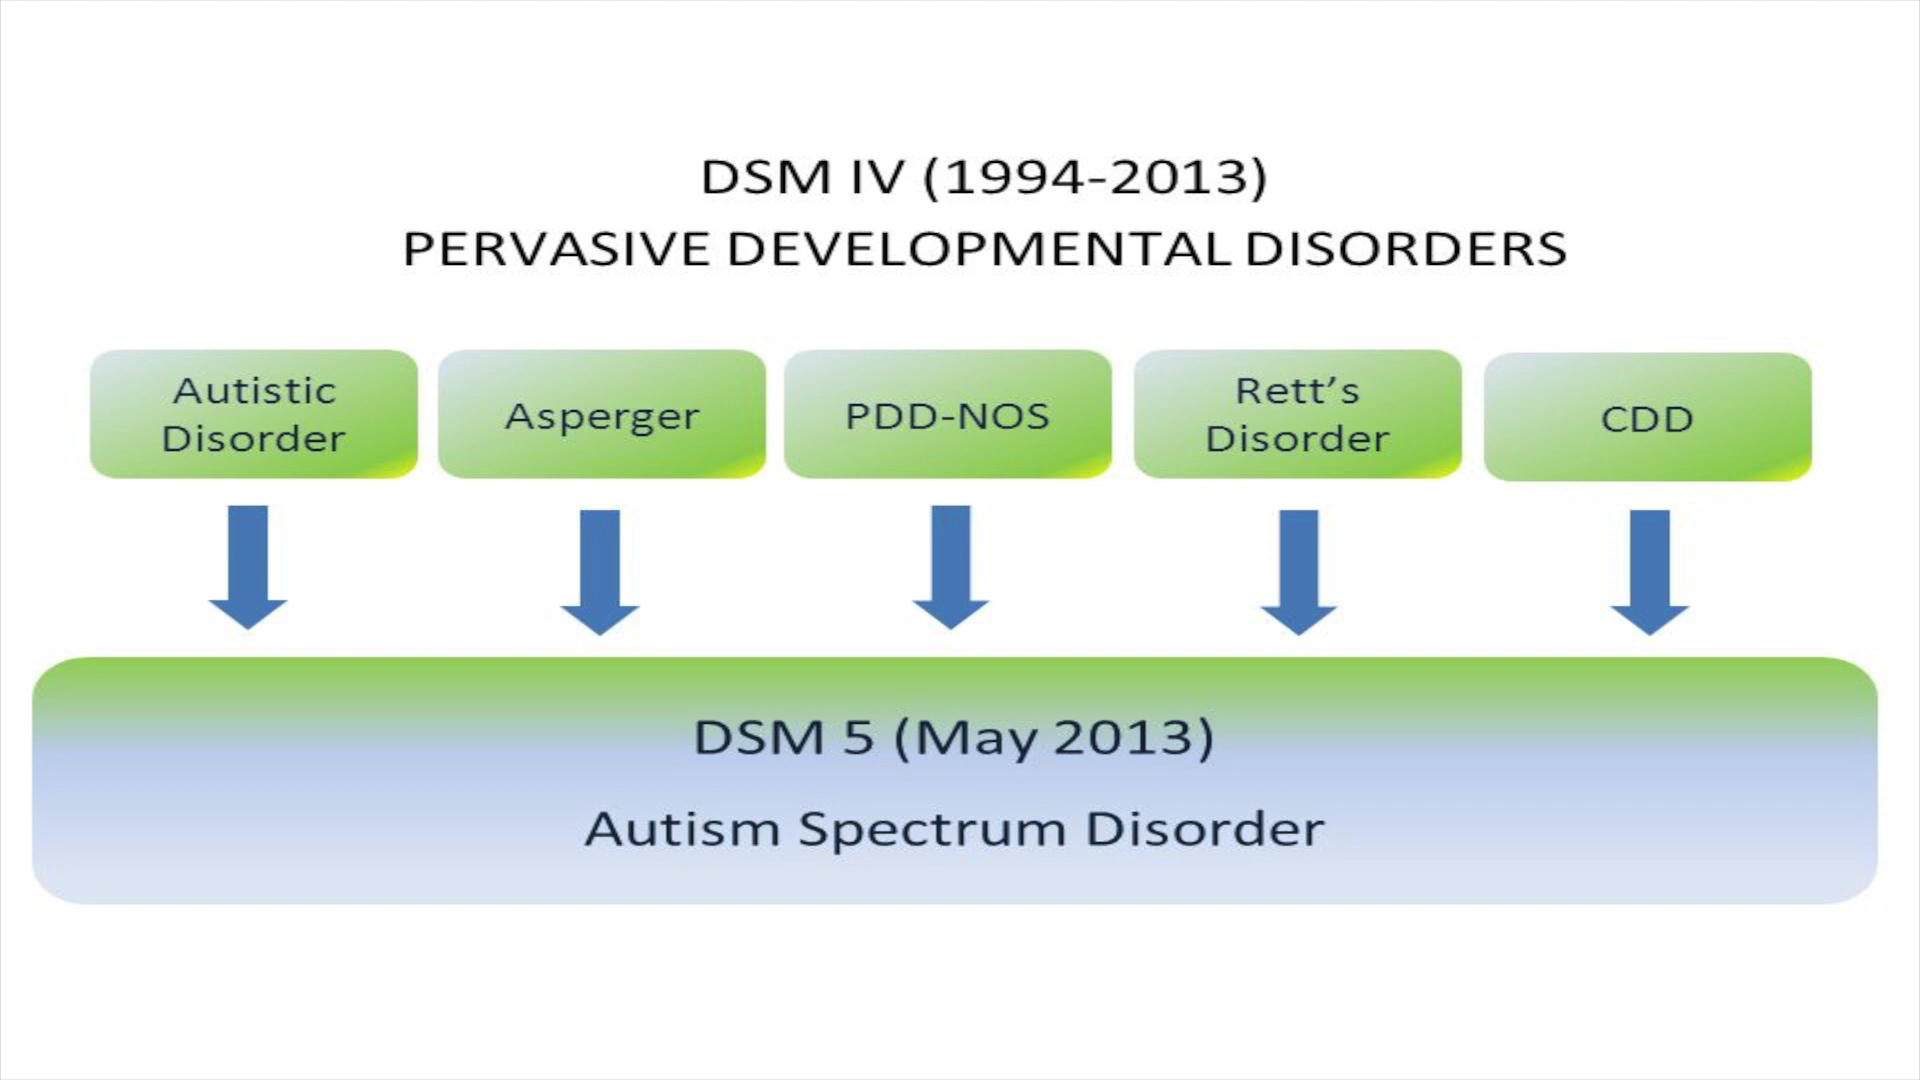 DSM IV (1994-2013)
PERVASIVE DEVELOPMENTAL DISORDERS
Autistic
Disorder
Asperger
PDD-NOS
Rett’s
Disorder
CDD
DSM 5 (May 2013)
Autism Spectrum Disorder